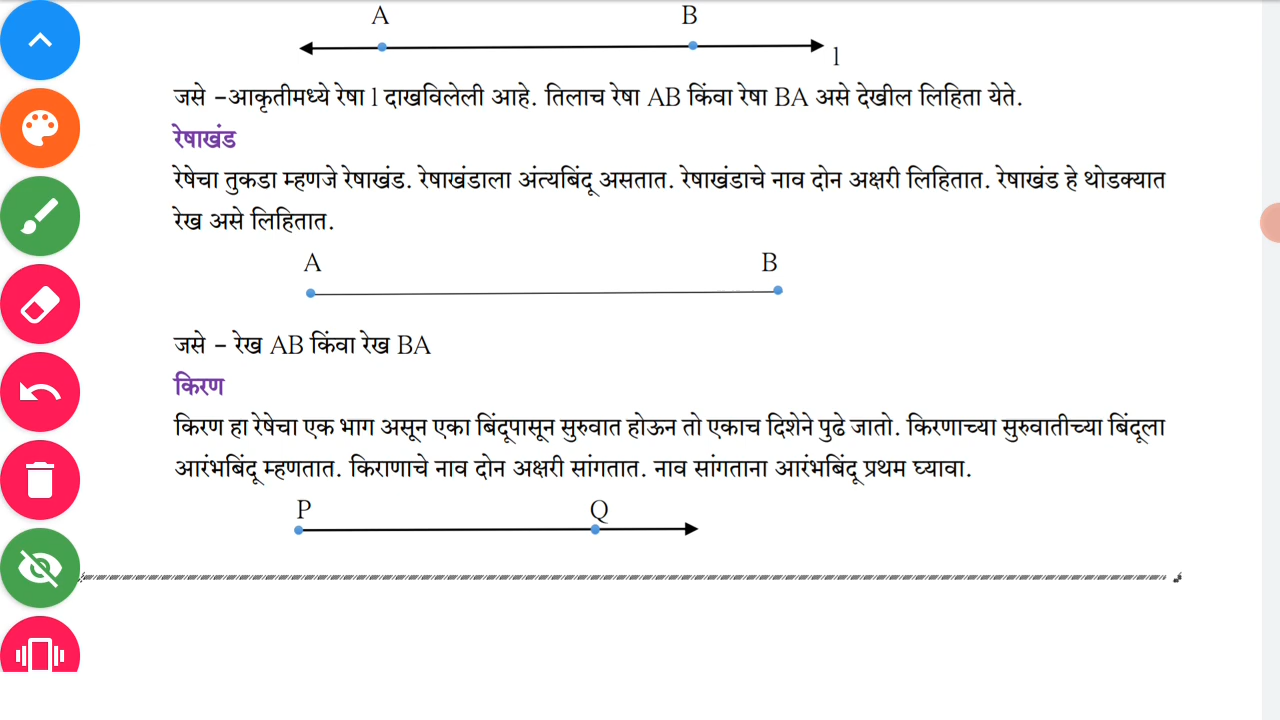 A B
l
जसे –आकृतीमध्ये रेषा l दाखविलेली आहे. तिलाच रेषा AB किंवा रेषा BA असे देखील लिहिता येते.
रेषाखंड
रेषेचा तुकडा म्हणजे रेषाखंड. रेषाखंडाला अंत्यबिंदू असतात. रेषाखंडाचे नाव दोन अक्षरी लिहितात. रेषाखंड हे थोडक्यात
रेख असे लिहितात.
A B
जसे – रेख AB किंवा रेख BA
किरण
किरण हा रेषेचा एक भाग असून एका बिंदूपासून सुरुवात होऊन तो एकाच दिशेने पुढे जातो. किरणाच्या सुरुवातीच्या बिंदूला
आरंभबिंदू म्हणतात. किराणाचे नाव दोन अक्षरी सांगतात. नाव सांगताना आरंभबिंदू प्रथम घ्यावा.
P Q